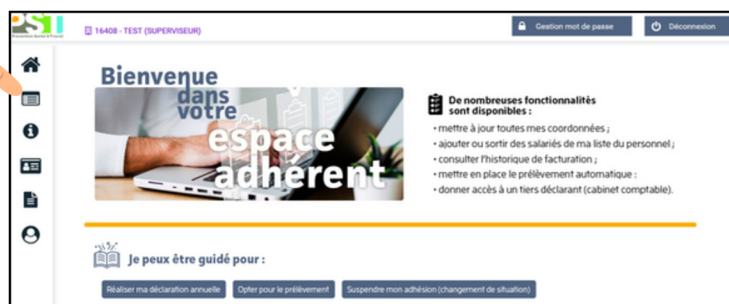 PST
Prévention Santé & Travail
16408 - TEST (SUPERVISEUR)
Gestion mot de passe
Déconnexion
Bienvenue
dans
votre
espace
adhérent
De nombreuses fonctionnalités
sont disponibles :
• mettre à jour toutes mes coordonnées ;
• ajouter ou sortir des salariés de ma liste du personnel ;
• consulter l'historique de facturation ;
• mettre en place le prélèvement automatique :
• donner accès à un tiers déclarant (cabinet comptable).
Je peux être guidé pour :
Réaliser ma déclaration annuelle
Opter pour le prélèvement
Suspendre mon adhésion (changement de situation)